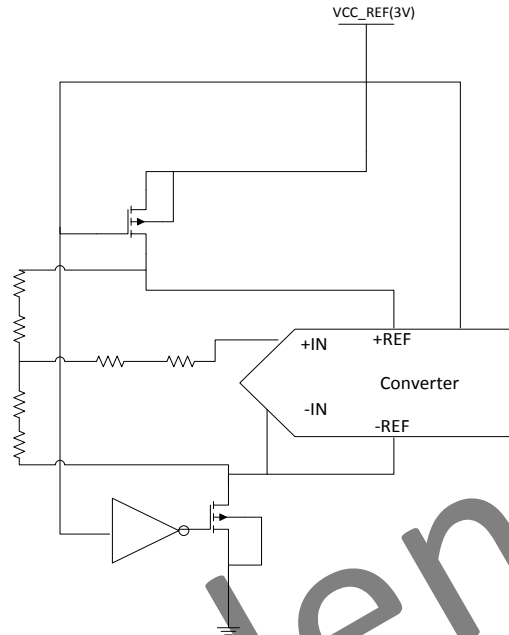 VCC_REF(3V)
+IN
+REF
Converter
-IN
-REF